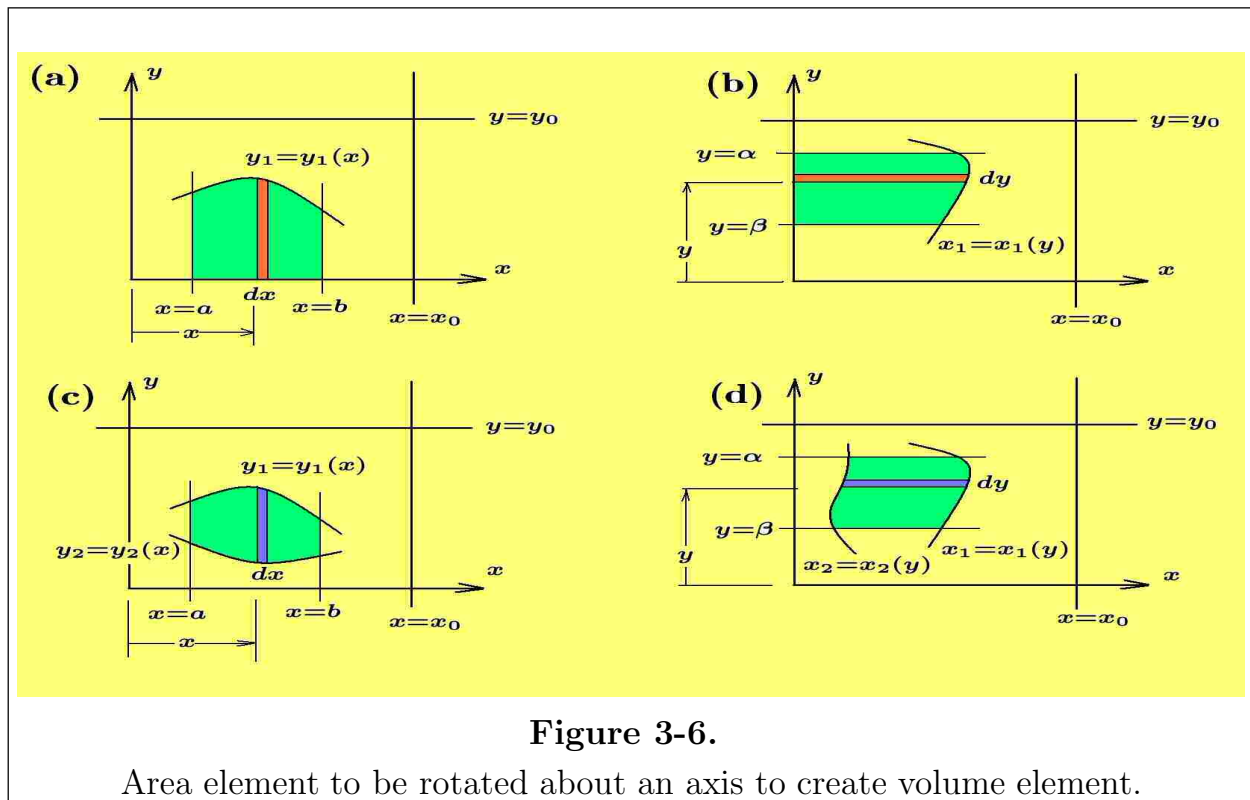 (a)
y
y=y₀
y₁=y₁(x)
x
dx
x=a
x=b
x=x₀
x
(b)
y
y=y₀
y=α
dy
y=β
y
x₁=x₁(y)
x
x=x₀
(c)
y
y=y₀
y₁=y₁(x)
y₂=y₂(x)
dx
x
x=a
x=b
x=x₀
x
(d)
y
y=y₀
y=α
dy
y=β
y
x₂=x₂(y)
x₁=x₁(y)
x
x=x₀
Figure 3-6.
Area element to be rotated about an axis to create volume element.